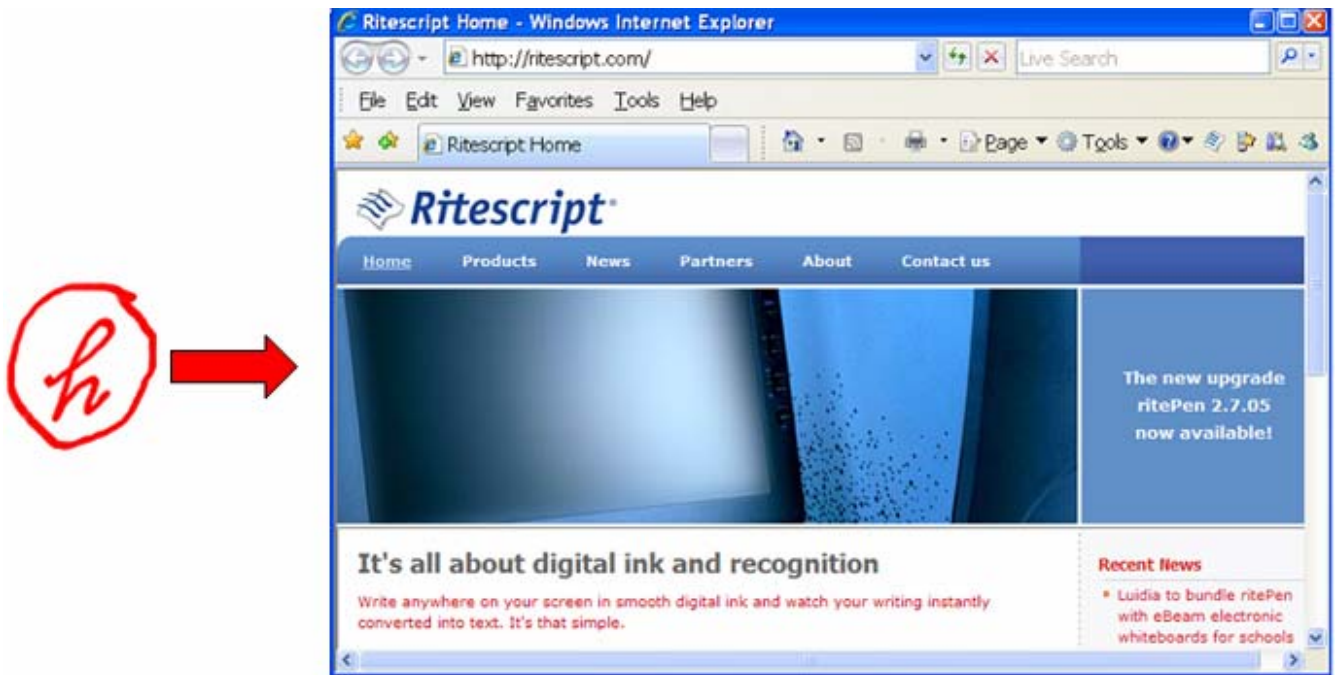 Ritescript Home - Windows Internet Explorer
http://ritescript.com/
Live Search
File Edit View Favorites Tools Help
Ritescript Home
Page Tools
Ritescript
Home Products News Partners About Contact us
h
The new upgrade
ritePen 2.7.05
now available!
It's all about digital ink and recognition
Write anywhere on your screen in smooth digital ink and watch your writing instantly
converted into text. It's that simple.
Recent News
Luidia to bundle ritePen
with eBeam electronic
whiteboards for schools